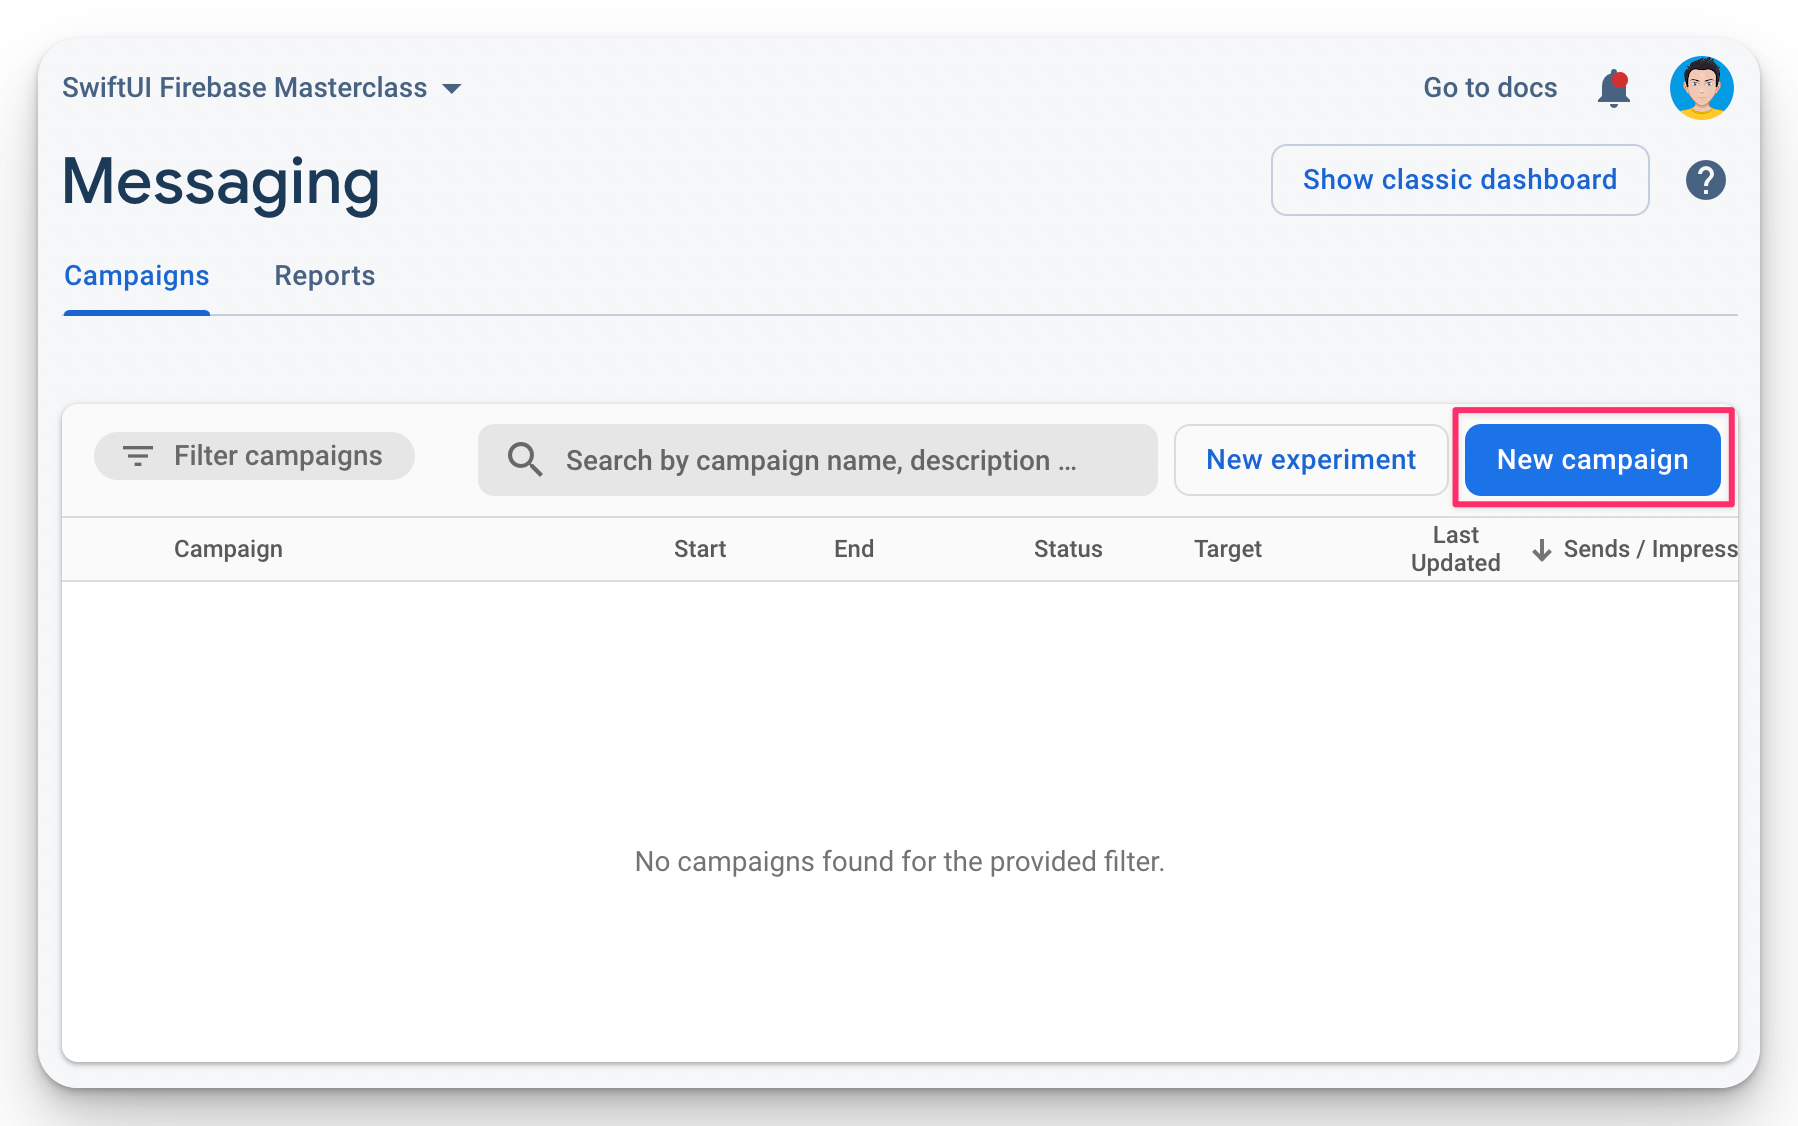 SwiftUI Firebase Masterclass
Go to docs
Messaging
Show classic dashboard
?
Campaigns
Reports
Filter campaigns
Search by campaign name, description ...
New experiment
New campaign
Campaign
Start
End
Status
Target
Last
Updated
Sends / Impress
No campaigns found for the provided filter.